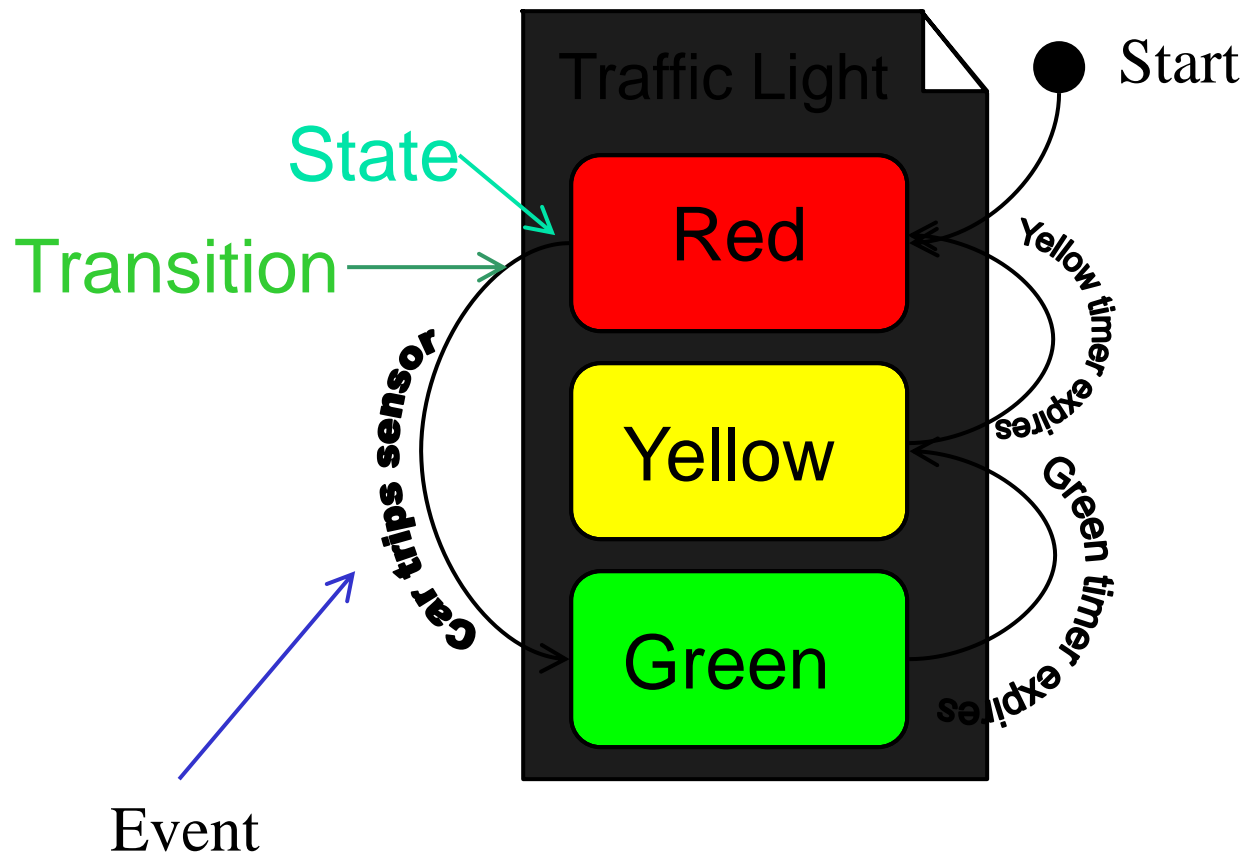 Traffic Light
Start
State
Red
Transition
Yellow timer expires
Car trips sensor
Yellow
Green timer expires
Green
Event